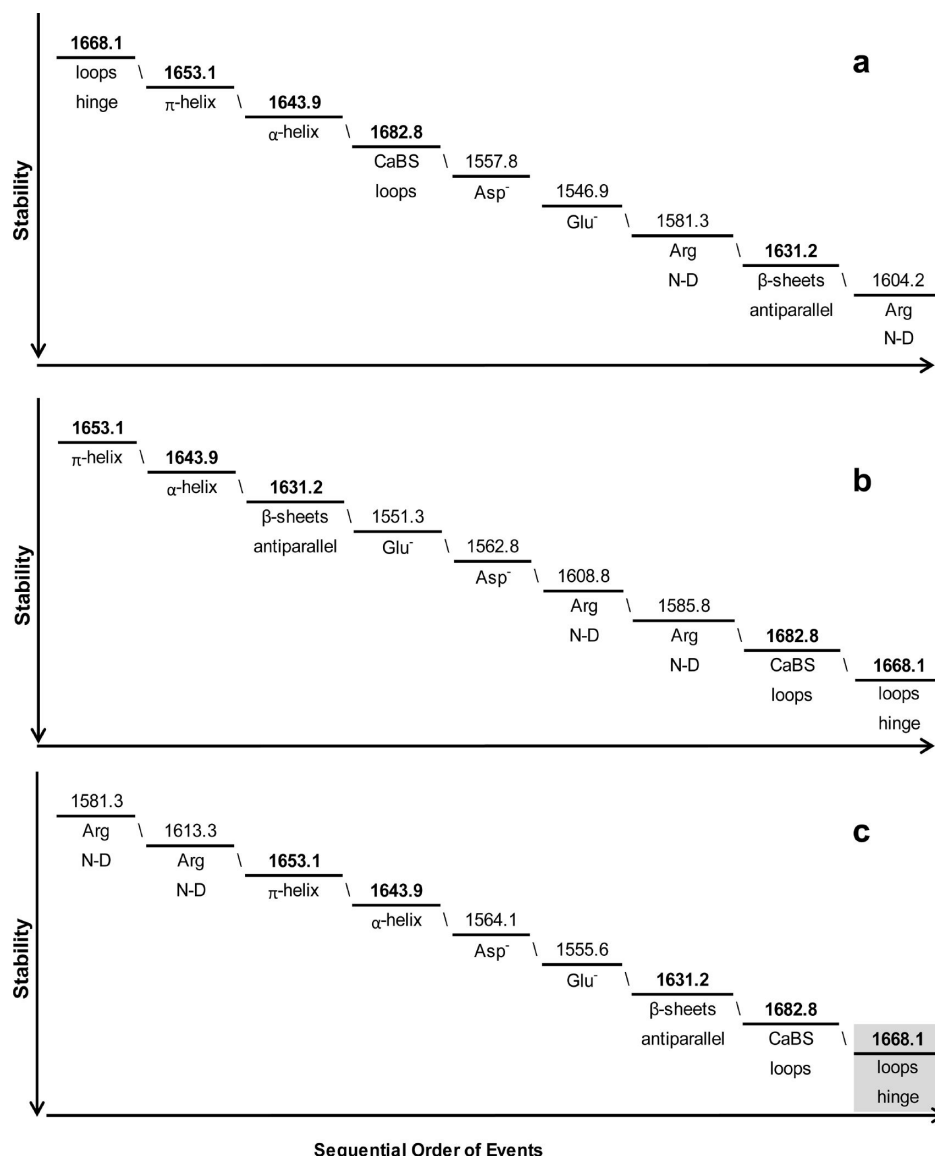 a
Stability
1668.1
loops
hinge
1653.1
π-helix
1643.9
α-helix
1682.8
CaBS
loops
1557.8
Asp⁻
1546.9
Glu⁻
1581.3
Arg
N-D
1631.2
β-sheets
antiparallel
1604.2
Arg
N-D
b
Stability
1653.1
π-helix
1643.9
α-helix
1631.2
β-sheets
antiparallel
1551.3
Glu⁻
1562.8
Asp⁻
1608.8
Arg
N-D
1585.8
Arg
N-D
1682.8
CaBS
loops
1668.1
loops
hinge
c
Stability
1581.3
Arg
N-D
1613.3
Arg
N-D
1653.1
π-helix
1643.9
α-helix
1564.1
Asp⁻
1555.6
Glu⁻
1631.2
β-sheets
antiparallel
1682.8
CaBS
loops
1668.1
loops
hinge
Sequential Order of Events